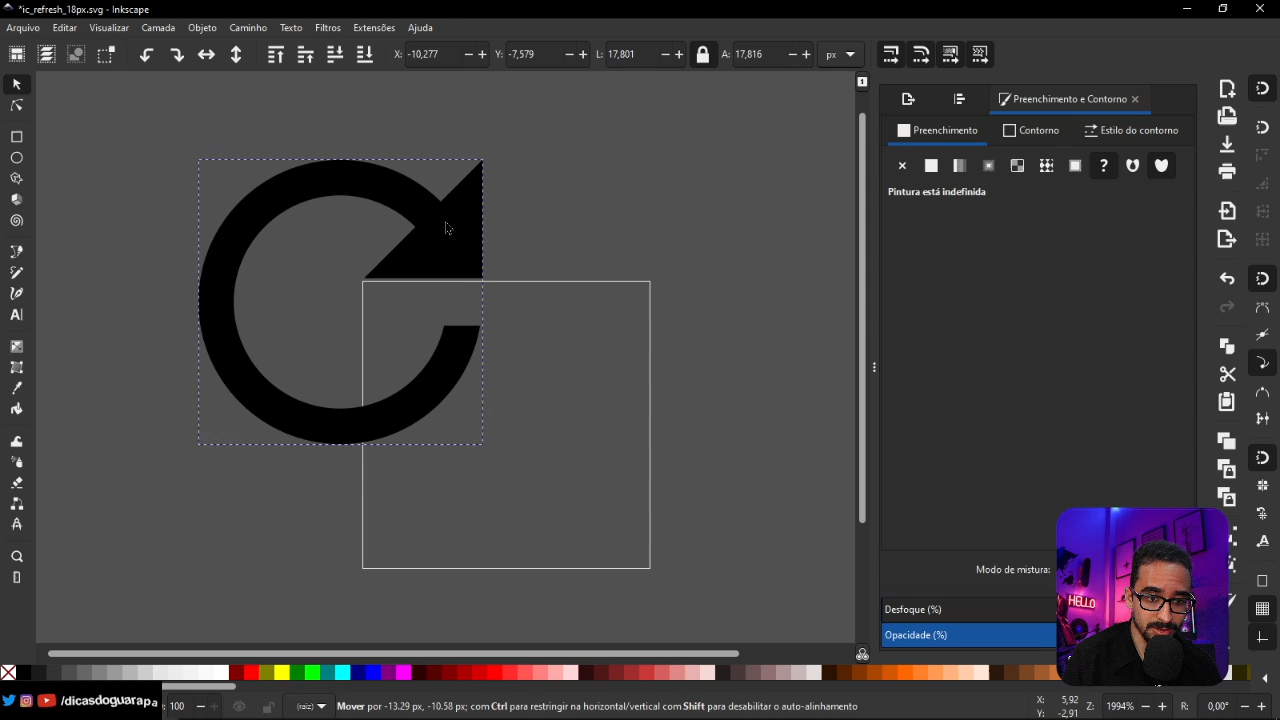 *ic_refresh_18px.svg - Inkscape
Arquivo Editar Visualizar Camada Objeto Texto Filtros Caminho Extensões Ajuda
X: -10,277 Y: -7,579 L: 17,801 A: 17,816 px
1
Preenchimento e Contorno
Preenchimento Contorno Estilo do contorno
?
Pintura está indefinida
HELLO
Modo de mistura:
Desfoque (%)
Opacidade (%)
/dicasdoguarapa
: 100 (raiz) Mover por -13.29 px, -10.58 px; com Ctrl para restringir na horizontal/vertical com Shift para desabilitar o auto-alinhamento
X: 5,92
Y: -2,91
Z: 1994% R: 0,00°